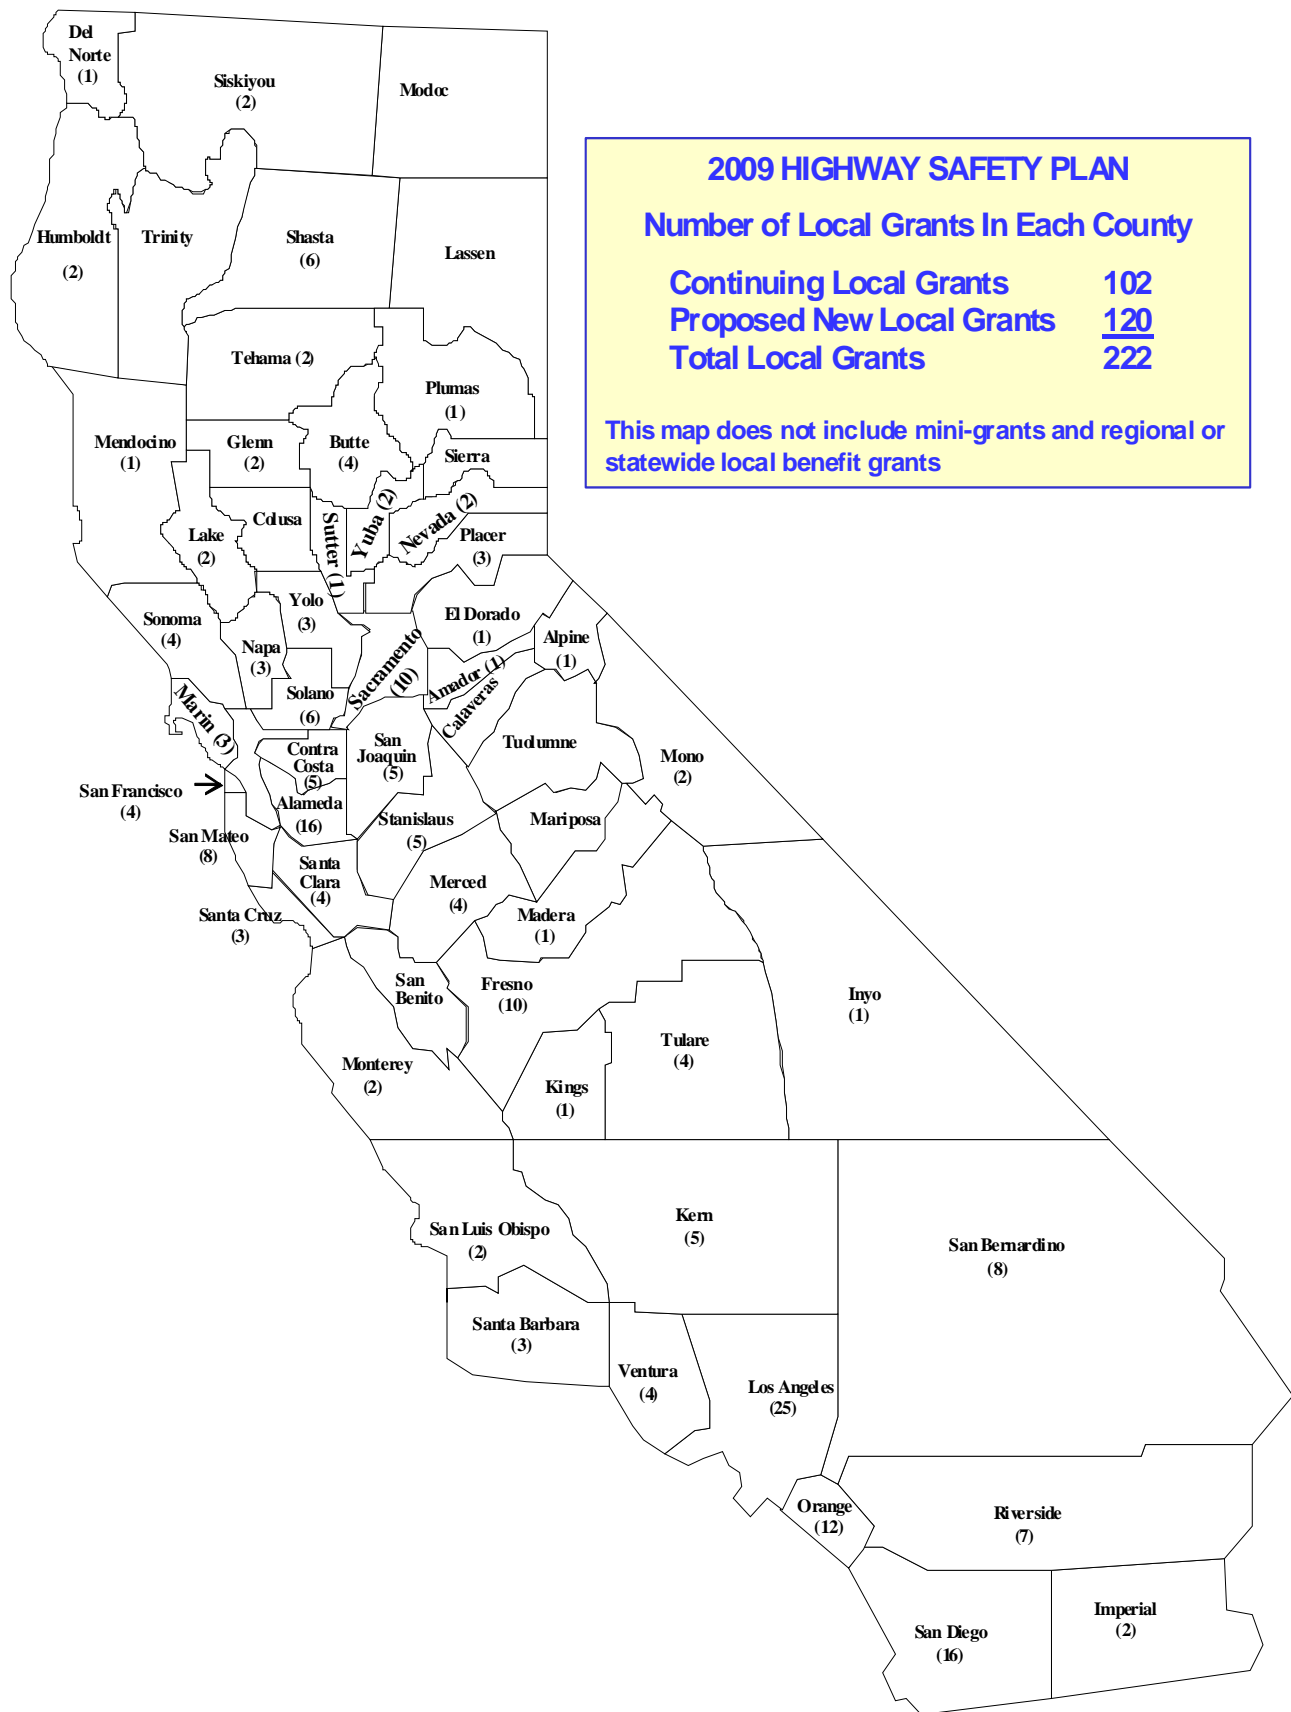 Del
Norte
(1)
Siskiyou
(2)
Modoc
2009 HIGHWAY SAFETY PLAN
Number of Local Grants In Each County
Continuing Local Grants 102
Proposed New Local Grants 120
Total Local Grants 222
This map does not include mini-grants and regional or
statewide local benefit grants
Humboldt
(2)
Trinity
Shasta
(6)
Lassen
Tehama (2)
Plumas
(1)
Mendocino
(1)
Glenn
(2)
Butte
(4)
Sierra
Colusa
Sutter (1)
Yuba (2)
Nevada (2)
Lake
(2)
Placer
(3)
Sonoma
(4)
Yolo
(3)
Napa
(3)
El Dorado
(1)
Alpine
(1)
Sacramento
(10)
Amador (1)
Calaveras
Solano
(6)
Marin (3)
Contra
Costa
(5)
San
Joaquin
(5)
Tuolumne
Mono
(2)
San Francisco
(4)
Alameda
(16)
Stanislaus
(5)
Mariposa
San Mateo
(8)
Santa
Clara
(4)
Merced
(4)
Santa Cruz
(3)
Madera
(1)
San
Benito
Fresno
(10)
Inyo
(1)
Monterey
(2)
Tulare
(4)
Kings
(1)
San Luis Obispo
(2)
Kern
(5)
San Bernardino
(8)
Santa Barbara
(3)
Ventura
(4)
Los Angeles
(25)
Orange
(12)
Riverside
(7)
San Diego
(16)
Imperial
(2)